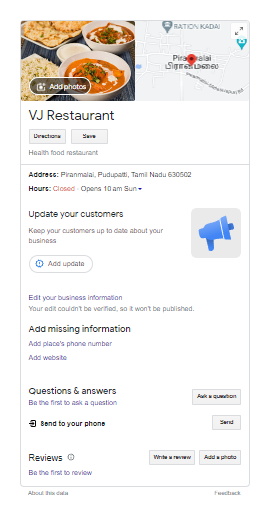 RATION KADAI
Add photos
Piranmalai
பிரான்மலை
VJ Restaurant
Directions
Save
Health food restaurant
Address: Piranmalai, Pudupatti, Tamil Nadu 630502
Hours: Closed · Opens 10 am Sun
Update your customers
Keep your customers up to date about your
business
Add update
Edit your business information
Your edit couldn't be verified, so it won't be published.
Add missing information
Add place's phone number
Add website
Questions & answers
Ask a question
Be the first to ask a question
Send to your phone
Send
Reviews
Write a review
Add a photo
Be the first to review
About this data
Feedback